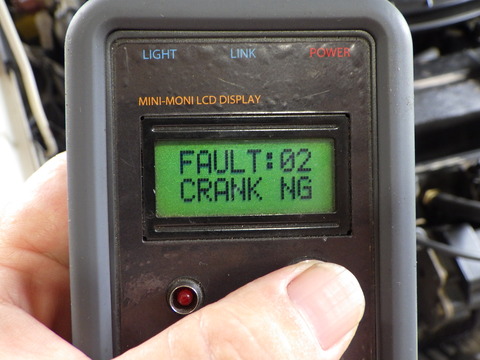 LIGHT LINK POWER
MINI-MONI LCD DISPLAY
FAULT:02
CRANK NG